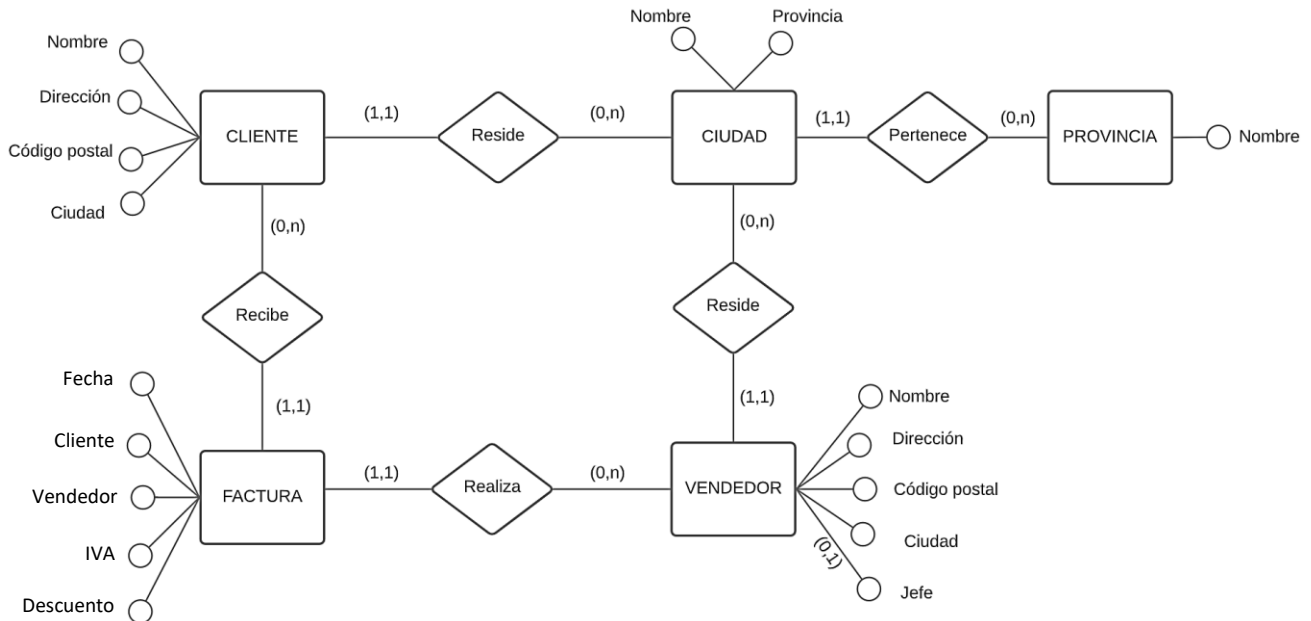 Nombre
Provincia
Nombre
Dirección
Código postal
Ciudad
CLIENTE
(1,1)
Reside
(0,n)
CIUDAD
(1,1)
Pertenece
(0,n)
PROVINCIA
Nombre
(0,n)
(0,n)
Recibe
Reside
(1,1)
(1,1)
Fecha
Cliente
Vendedor
IVA
Descuento
FACTURA
(1,1)
Realiza
(0,n)
VENDEDOR
Nombre
Dirección
Código postal
Ciudad
(0,1)
Jefe